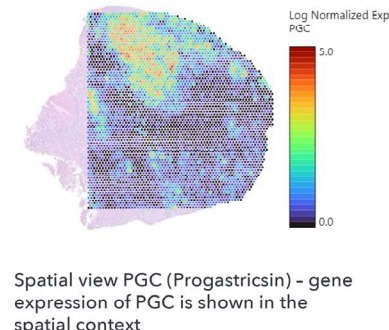 Log Normalized Exp
PGC
5.0
0.0
Spatial view PGC (Progastricsin) – gene
expression of PGC is shown in the
spatial context